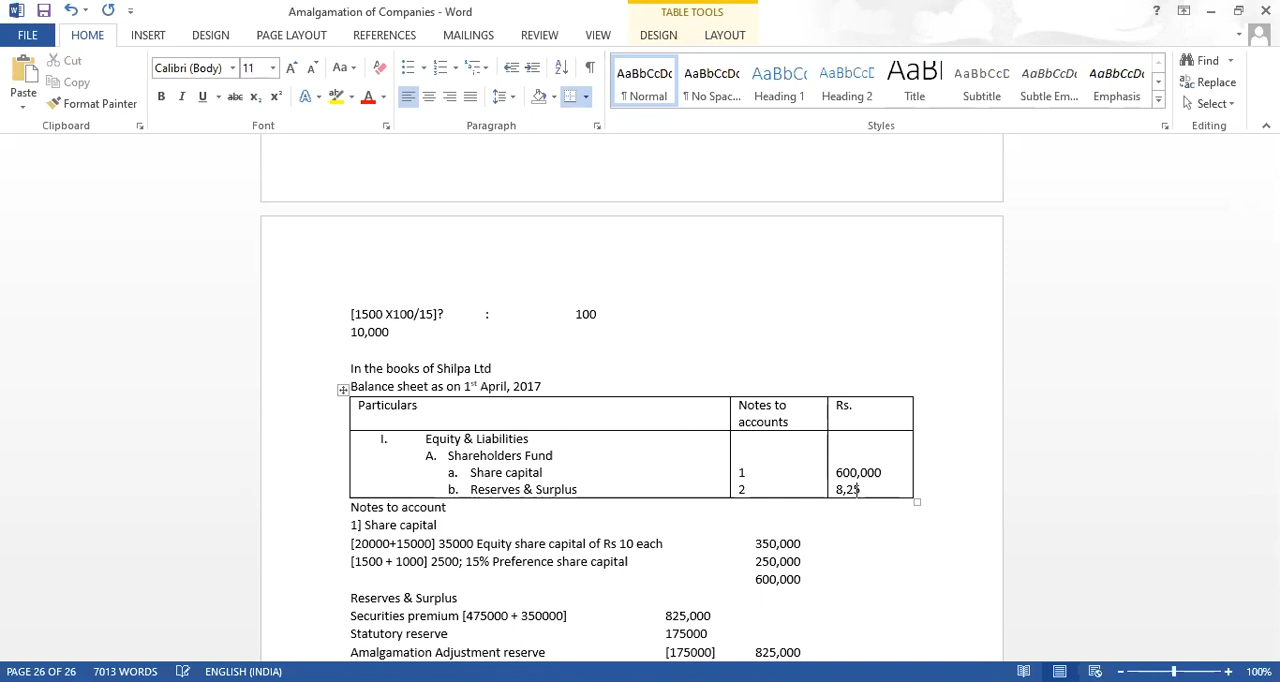 Amalgamation of Companies - Word
TABLE TOOLS
FILE HOME INSERT DESIGN PAGE LAYOUT REFERENCES MAILINGS REVIEW VIEW DESIGN LAYOUT
Paste
Cut
Copy
Format Painter
Calibri (Body) 11
AaBbCcDc AaBbCcDc AaBbCc AaBbCcD AaBl AaBbCcD AaBbCcDc AaBbCcDc
¶ Normal ¶ No Spac... Heading 1 Heading 2 Title Subtitle Subtle Em... Emphasis
Find
Replace
Select
Clipboard Font Paragraph Styles Editing
[1500 X100/15]? : 100
10,000
In the books of Shilpa Ltd
Balance sheet as on 1st April, 2017
Particulars Notes to accounts Rs.
I. Equity & Liabilities
A. Shareholders Fund
a. Share capital 1 600,000
b. Reserves & Surplus 2 8,25
Notes to account
1] Share capital
[20000+15000] 35000 Equity share capital of Rs 10 each 350,000
[1500 + 1000] 2500; 15% Preference share capital 250,000
600,000
Reserves & Surplus
Securities premium [475000 + 350000] 825,000
Statutory reserve 175000
Amalgamation Adjustment reserve [175000] 825,000
PAGE 26 OF 26 7013 WORDS ENGLISH (INDIA) 100%